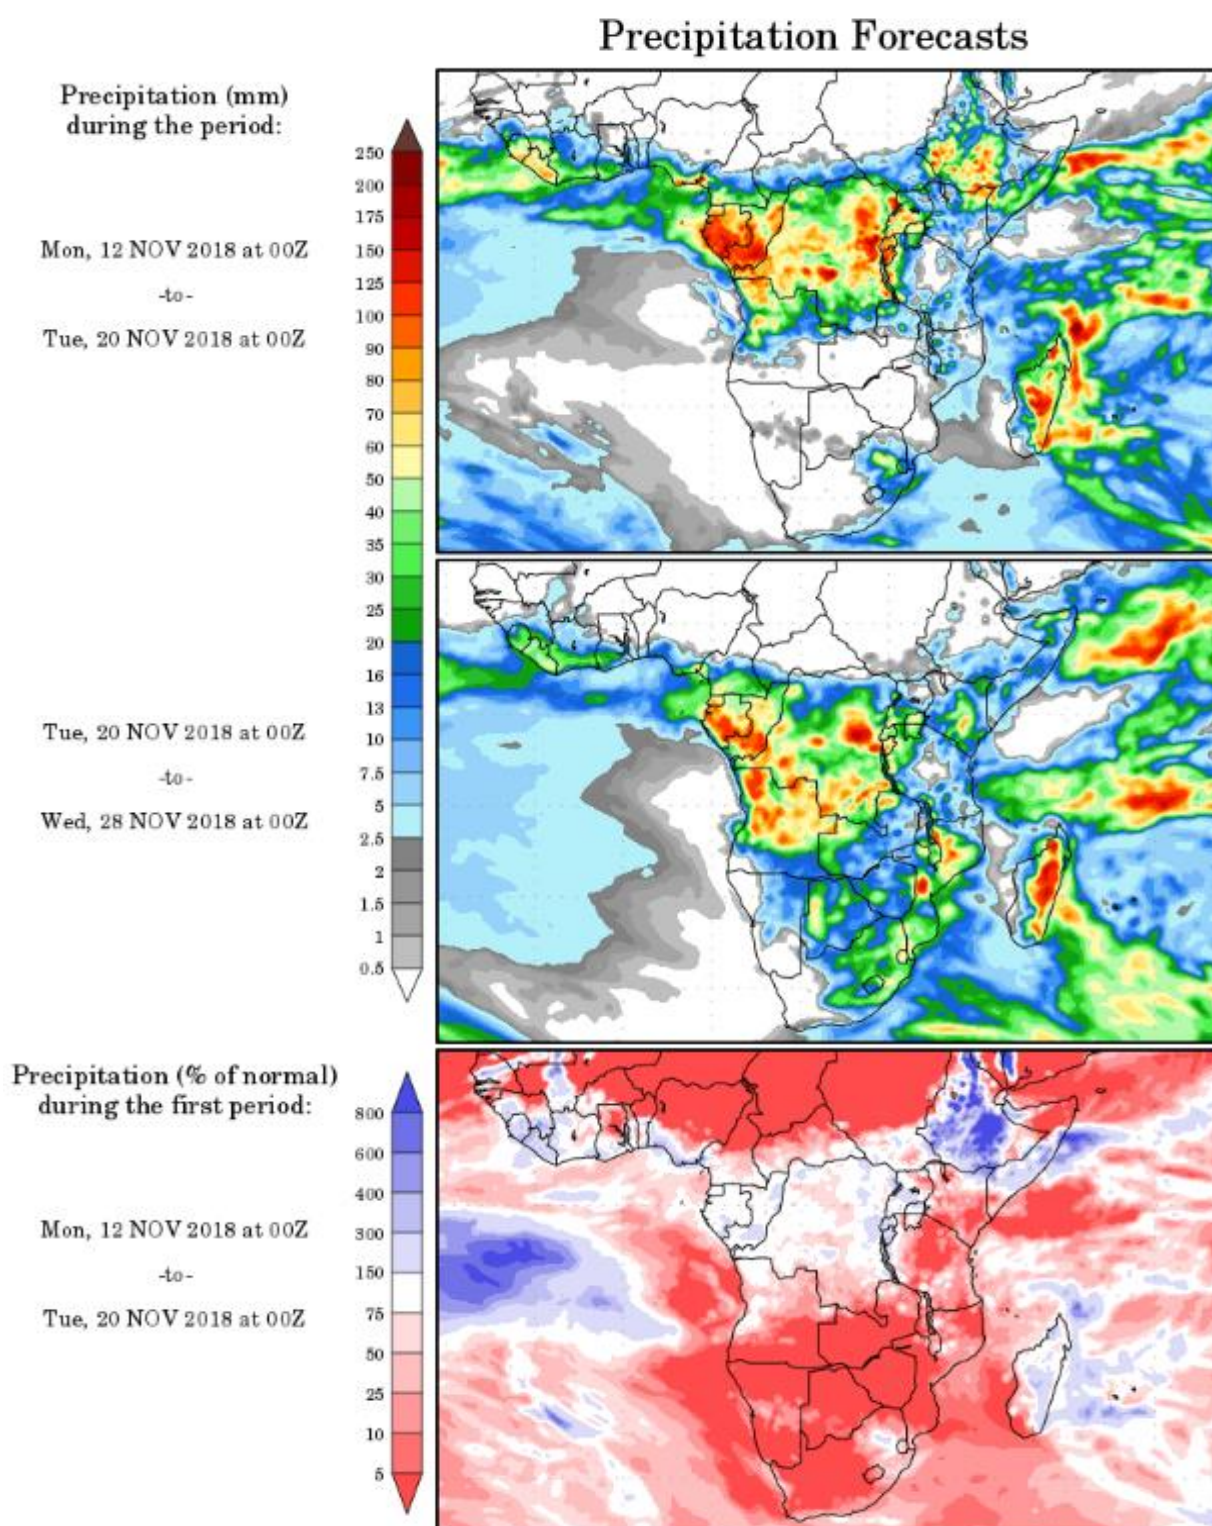 Precipitation Forecasts
Precipitation (mm)
during the period:
Mon, 12 NOV 2018 at 00Z
-to-
Tue, 20 NOV 2018 at 00Z
250
200
175
150
125
100
90
80
70
60
50
40
35
30
25
20
16
13
10
7.5
5
2.5
2
1.5
1
0.5
Tue, 20 NOV 2018 at 00Z
-to-
Wed, 28 NOV 2018 at 00Z
Precipitation (% of normal)
during the first period:
Mon, 12 NOV 2018 at 00Z
-to-
Tue, 20 NOV 2018 at 00Z
800
600
400
300
150
75
50
25
10
5